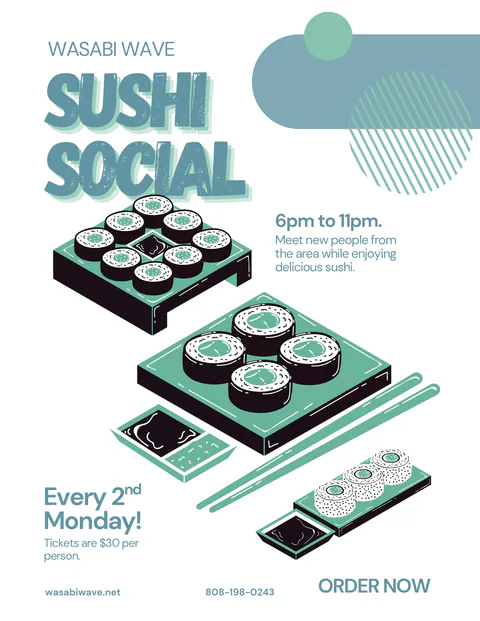 WASABI WAVE
SUSHI
SOCIAL
6pm to 11pm.
Meet new people from
the area while enjoying
delicious sushi.
Every 2nd
Monday!
Tickets are $30 per
person.
wasabiwave.net
808-198-0243
ORDER NOW